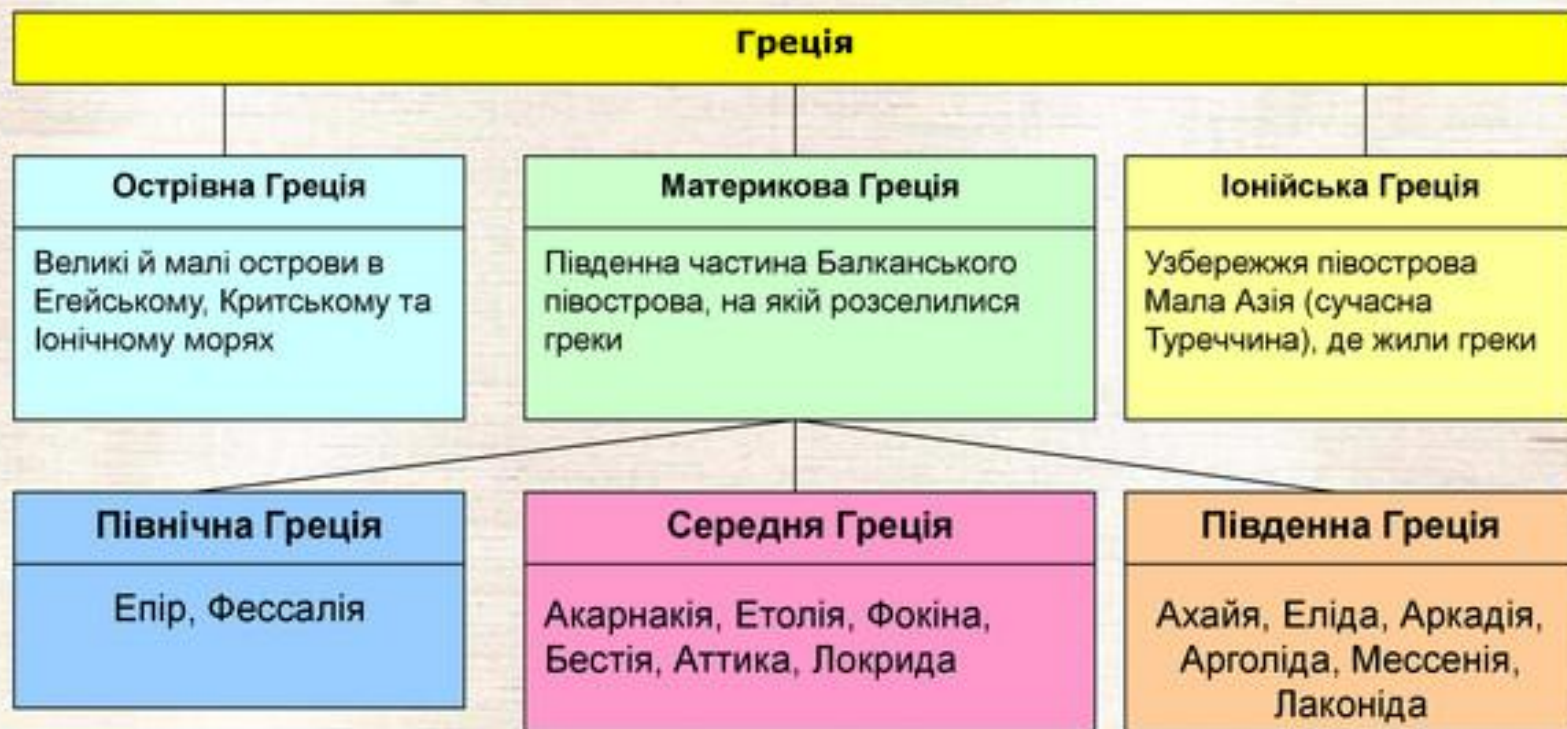 Греція
Острівна Греція
Великі й малі острови в
Егейському, Критському та
Іонічному морях
Материкова Греція
Південна частина Балканського
півострова, на якій розселилися
греки
Іонійська Греція
Узбережжя півострова
Мала Азія (сучасна
Туреччина), де жили греки
Північна Греція
Епір, Фессалія
Середня Греція
Акарнакія, Етолія, Фокіна,
Бестія, Аттика, Локрида
Південна Греція
Ахайя, Еліда, Аркадія,
Арголіда, Мессенія,
Лаконіда